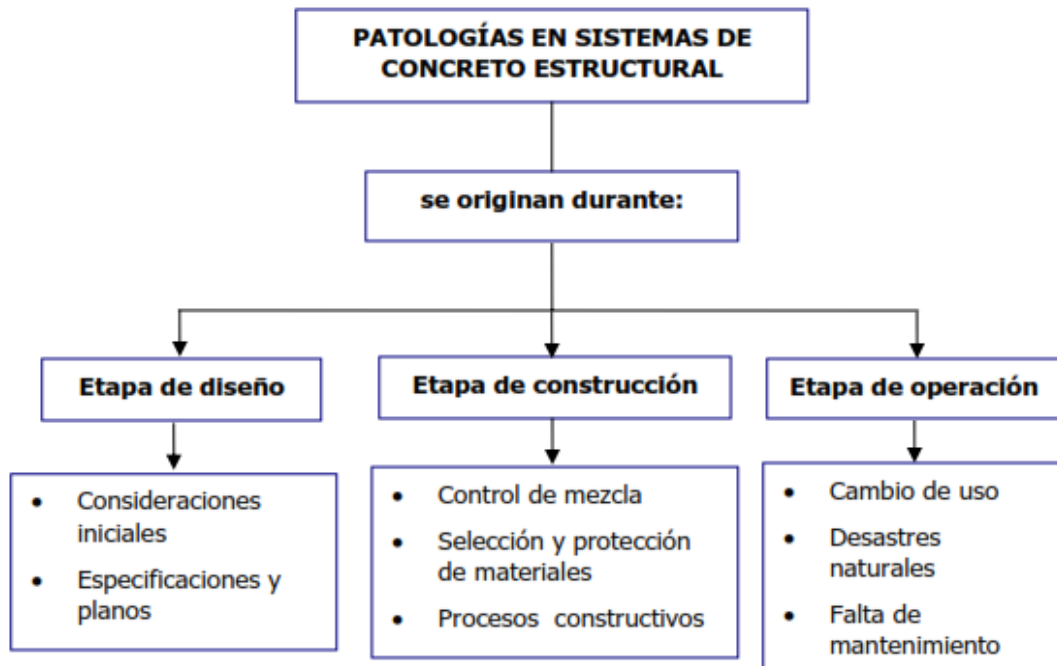 PATOLOGÍAS EN SISTEMAS DE
CONCRETO ESTRUCTURAL
se originan durante:
Etapa de diseño
Etapa de construcción
Etapa de operación
• Consideraciones
iniciales
• Especificaciones y
planos
• Control de mezcla
• Selección y protección
de materiales
• Procesos constructivos
• Cambio de uso
• Desastres
naturales
• Falta de
mantenimiento